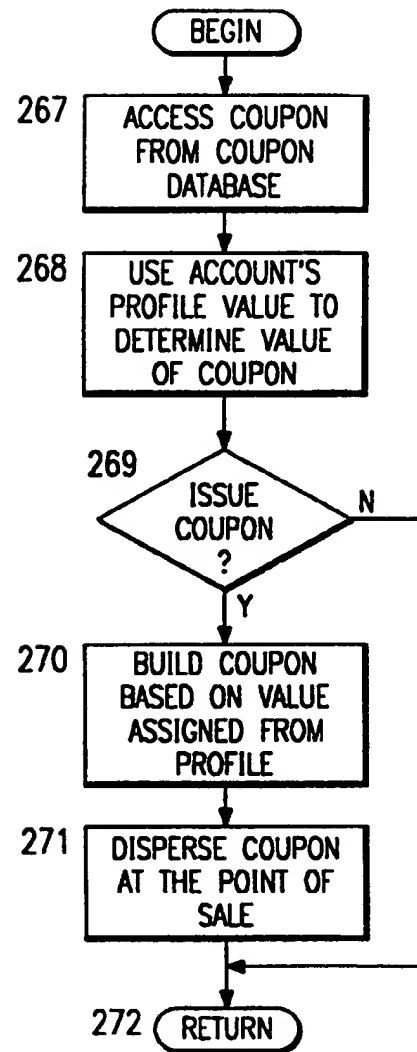 BEGIN
267
ACCESS COUPON
FROM COUPON
DATABASE
268
USE ACCOUNT'S
PROFILE VALUE TO
DETERMINE VALUE
OF COUPON
269
ISSUE
COUPON
?
N
Y
270
BUILD COUPON
BASED ON VALUE
ASSIGNED FROM
PROFILE
271
DISPERSE COUPON
AT THE POINT OF
SALE
272
RETURN